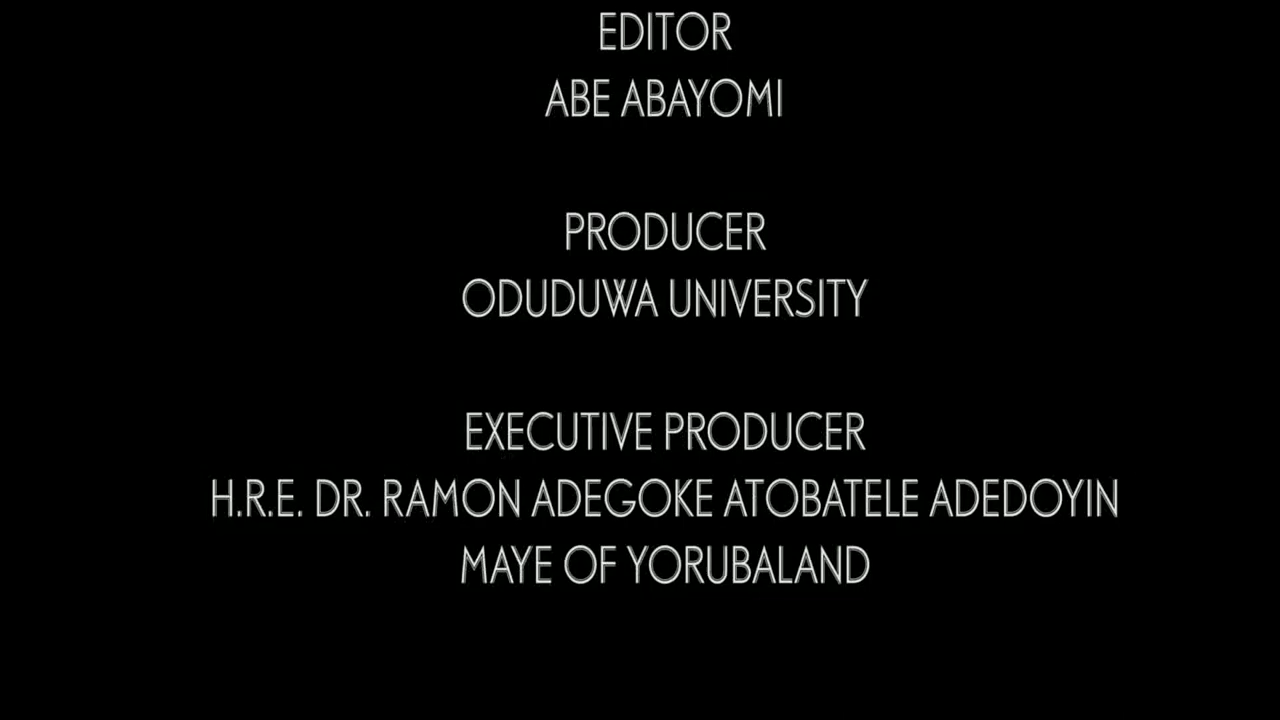 EDITOR
ABE ABAYOMI
PRODUCER
ODUDUWA UNIVERSITY
EXECUTIVE PRODUCER
H.R.E. DR. RAMON ADEGOKE ATOBATELE ADEDOYIN
MAYE OF YORUBALAND